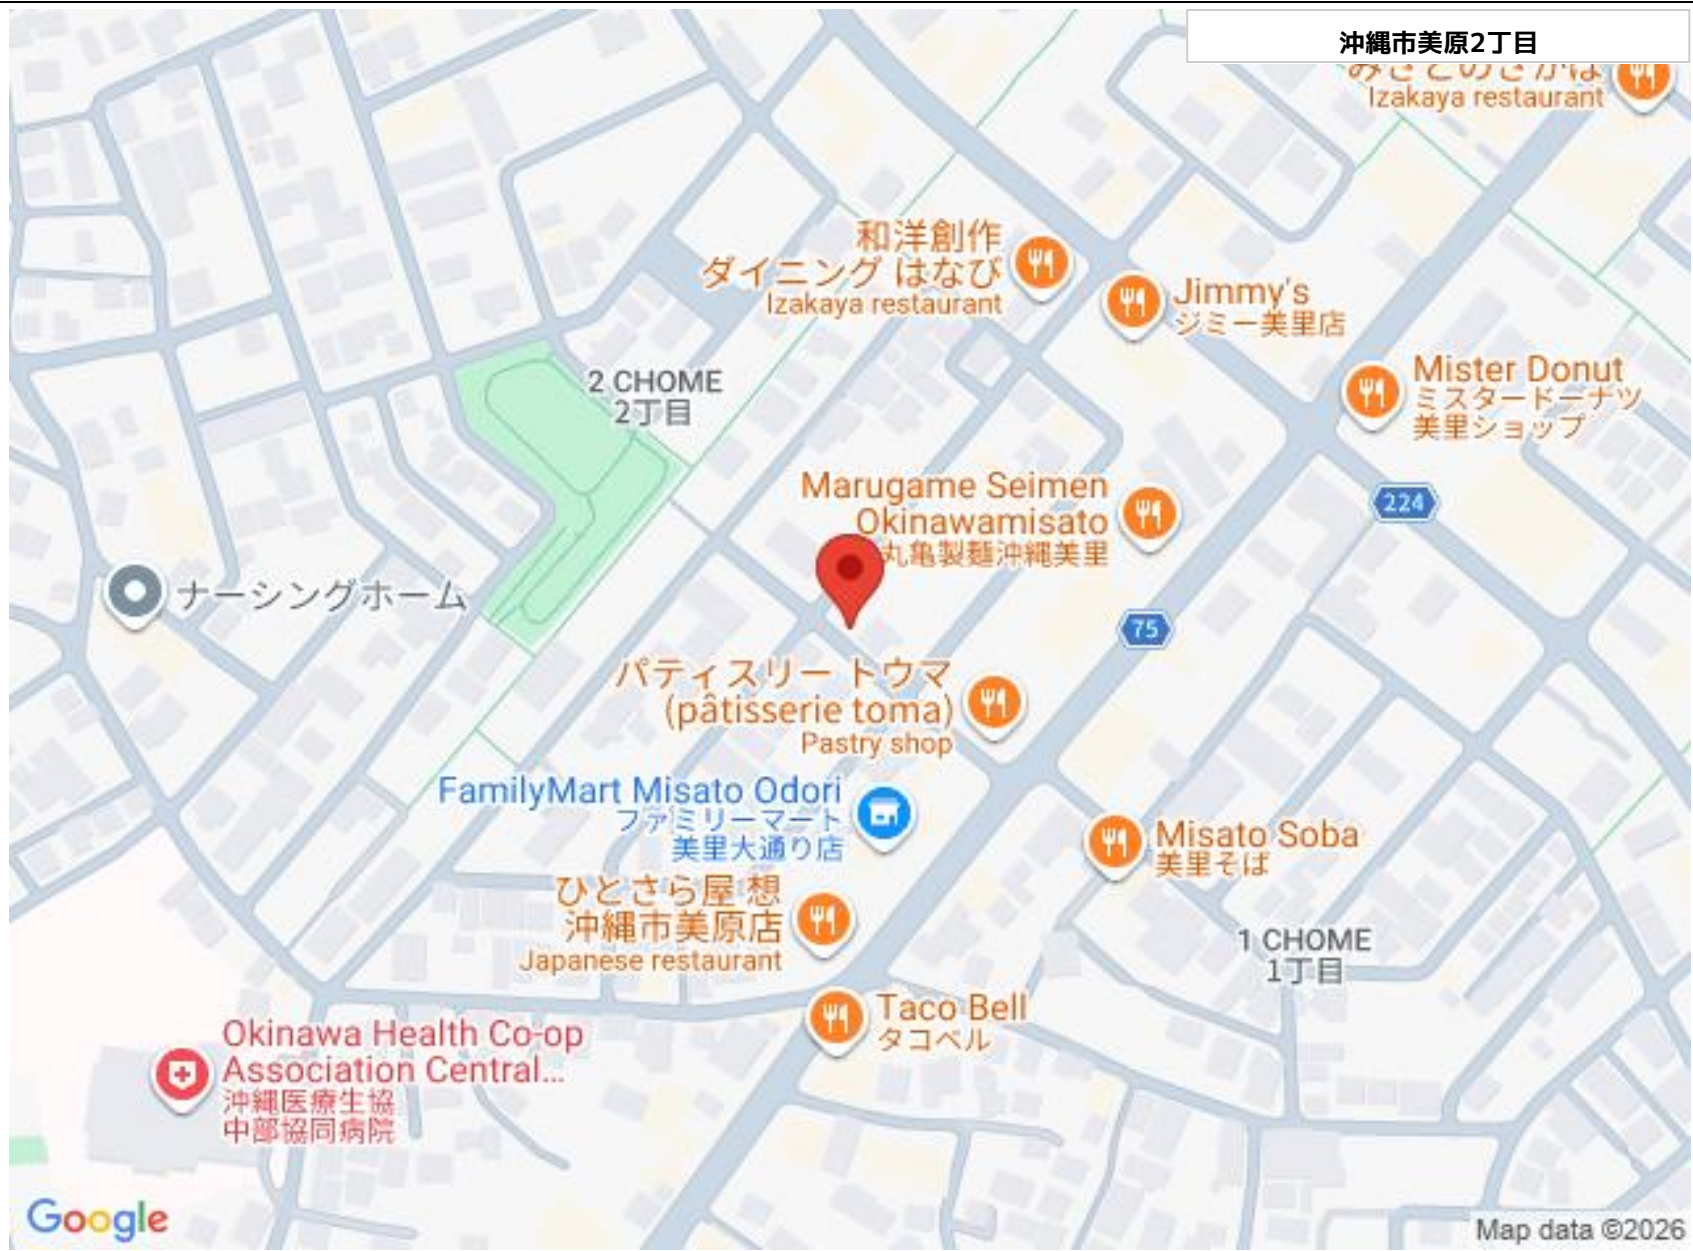 沖縄市美原2丁目
みさとのさかば
Izakaya restaurant
和洋創作
ダイニング はなび
Izakaya restaurant
Jimmy's
ジミー美里店
2 CHOME
2丁目
Mister Donut
ミスタードーナツ
美里ショップ
Marugame Seimen
Okinawamisato
丸亀製麺沖縄美里
224
ナーシングホーム
75
パティスリー トウマ
(pâtisserie toma)
Pastry shop
FamilyMart Misato Odori
ファミリーマート
美里大通り店
Misato Soba
美里そば
ひとさら屋 想
沖縄市美原店
Japanese restaurant
1 CHOME
1丁目
Taco Bell
タコベル
Okinawa Health Co-op
Association Central...
沖縄医療生協
中部協同病院
Google
Map data ©2026